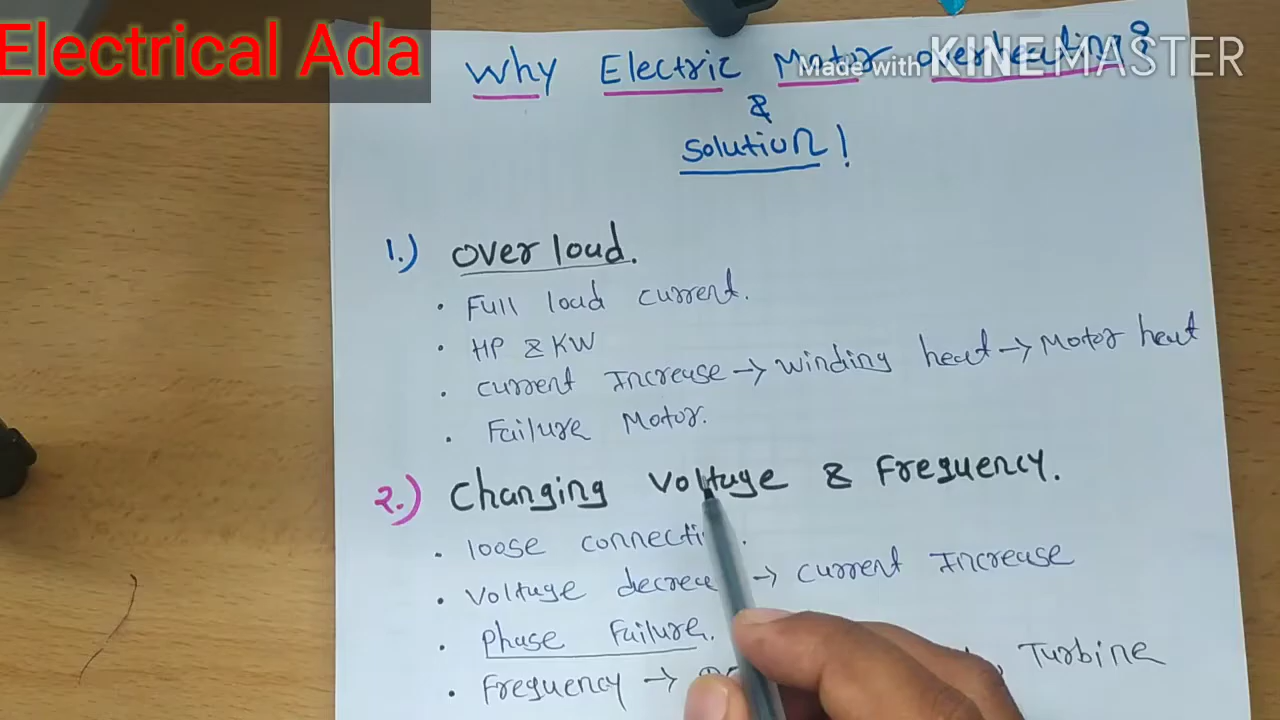 Electrical Ada
Why Electric Motor overheating?
Made with KINEMASTER
&
Solution!
1.) Over load.
• Full load current.
• HP & KW
• Current Increase → Winding heat → Motor heat
• Failure Motor.
2.) Changing Voltage & Frequency.
• loose connecti
• Voltage decrea → current Increase
• Phase Failure.
• Frequency → Turbine